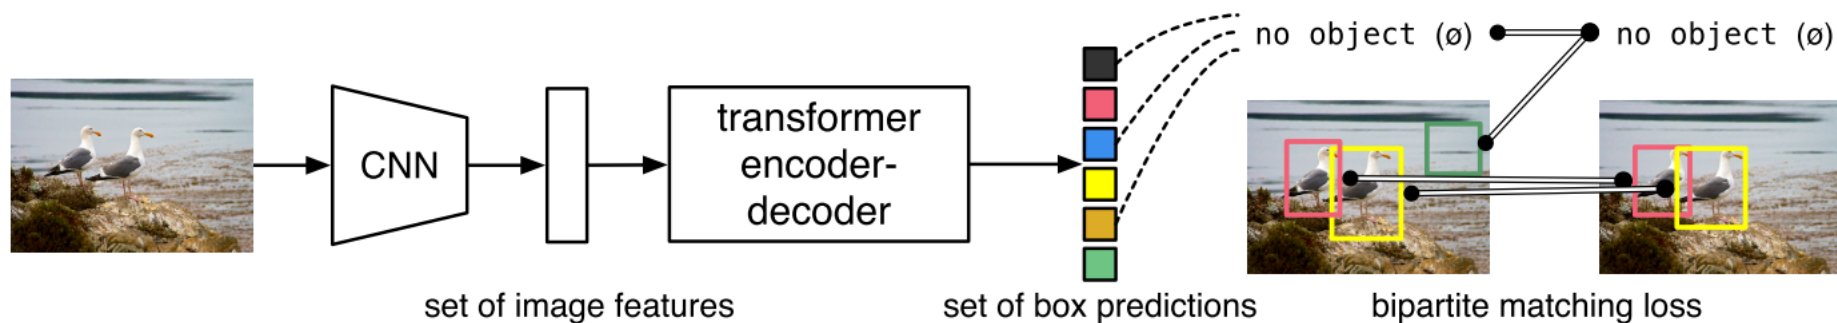 CNN
transformer
encoder-
decoder
no object (ø)
no object (ø)
set of image features
set of box predictions
bipartite matching loss